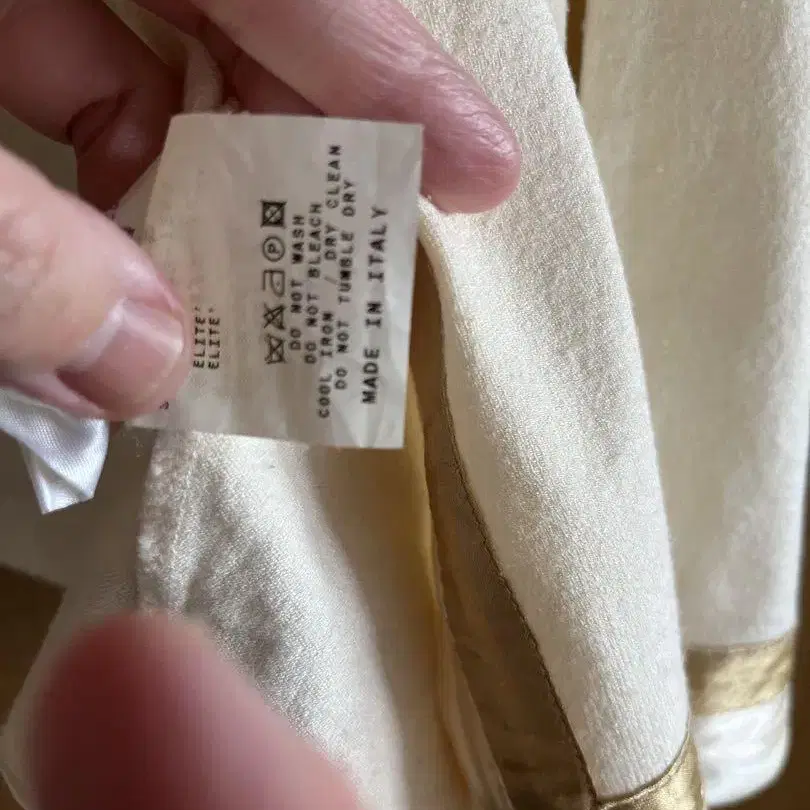 ELITE'
ELITE'
P
DO NOT WASH
DO NOT BLEACH
COOL IRON / DRY CLEAN
DO NOT TUMBLE DRY
MADE IN ITALY